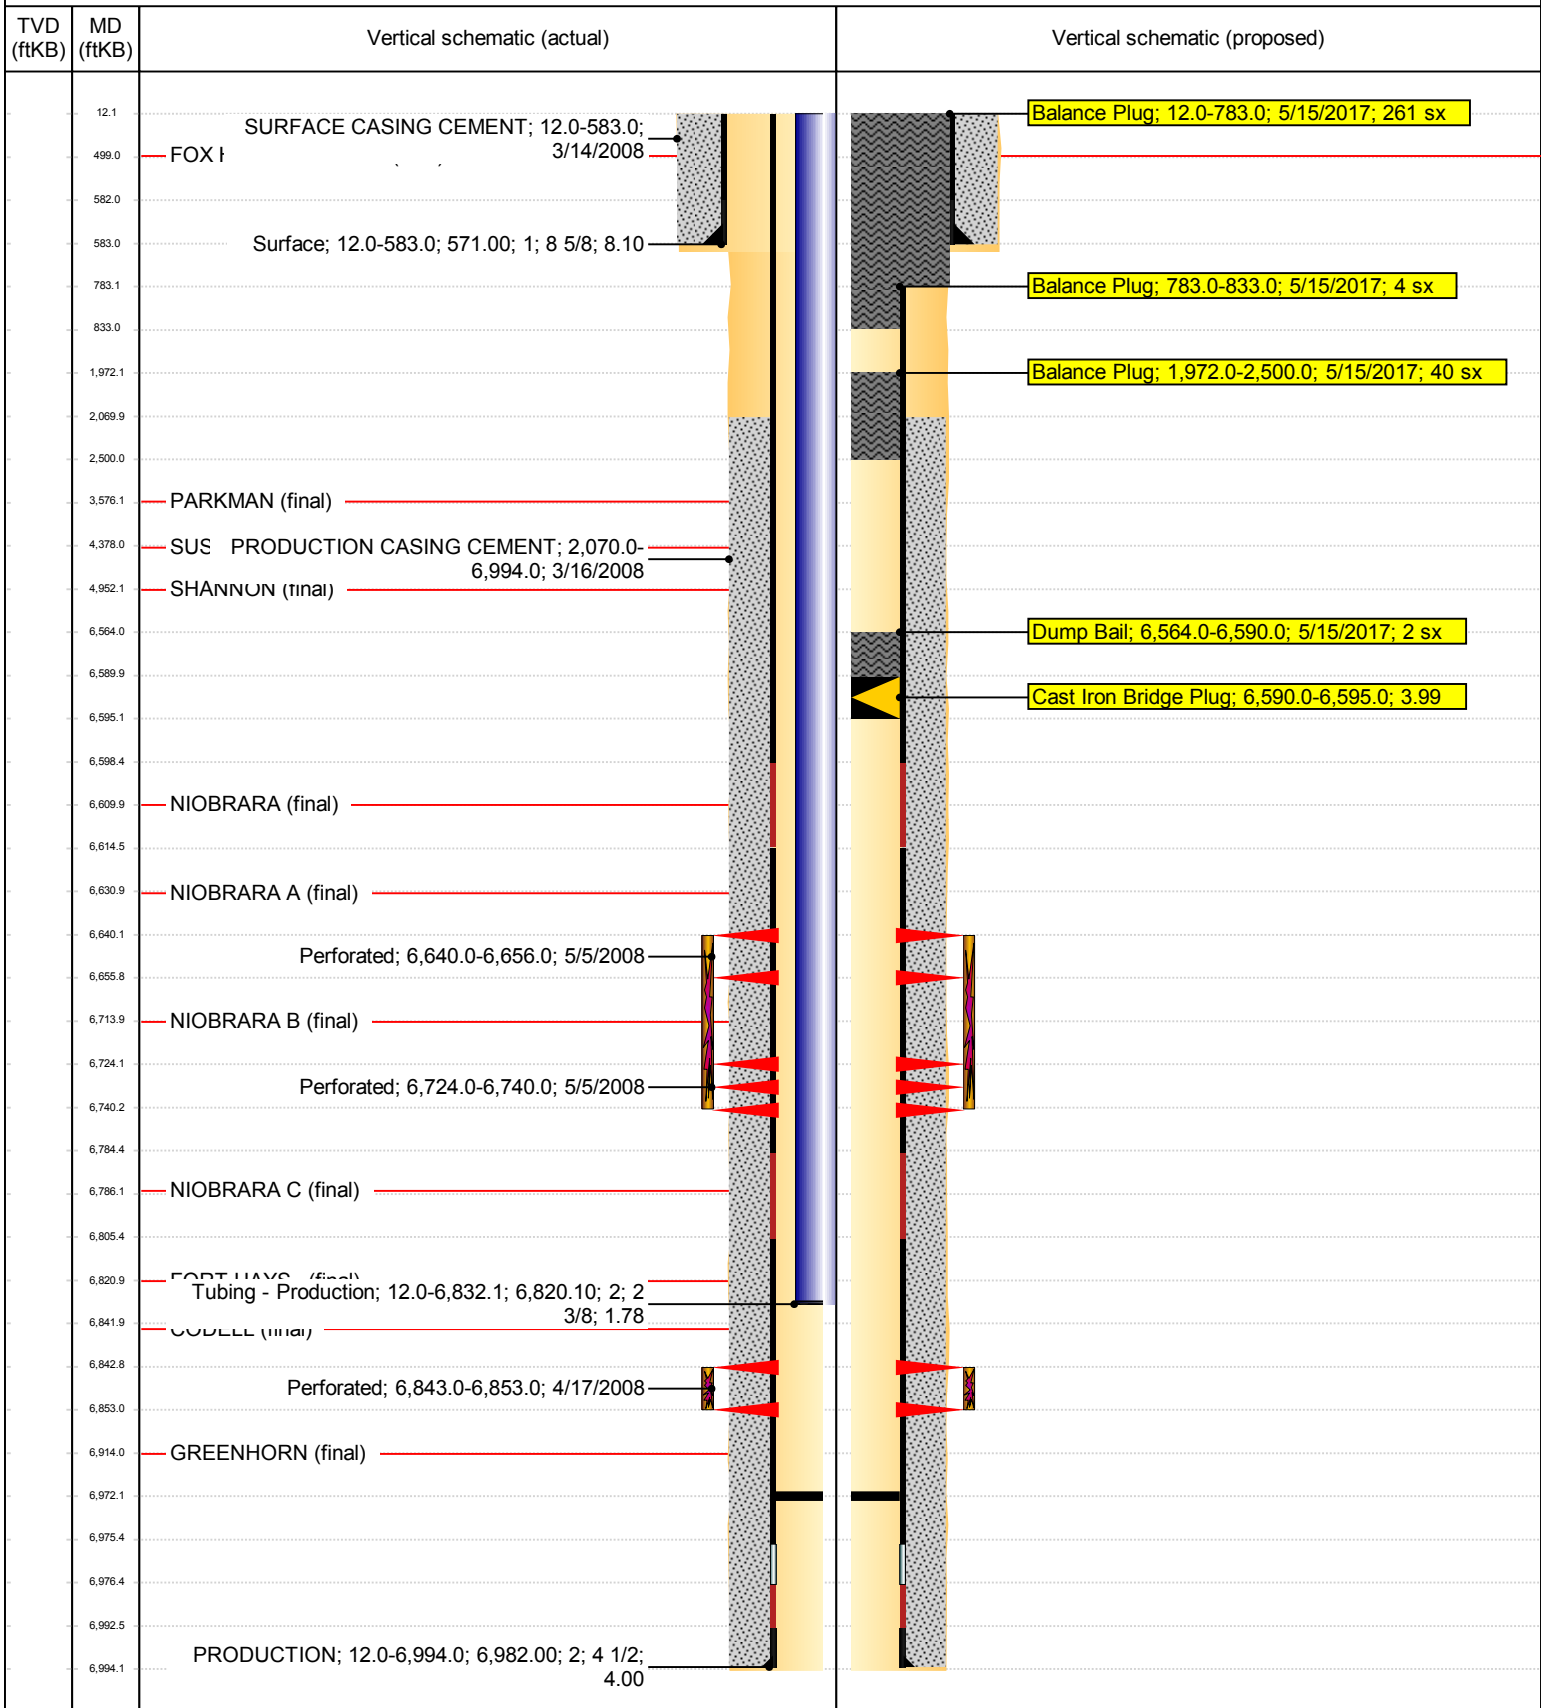 TVD (ftKB)
MD (ftKB)
Vertical schematic (actual)
Vertical schematic (proposed)
12.1
SURFACE CASING CEMENT; 12.0-583.0;
3/14/2008
Balance Plug; 12.0-783.0; 5/15/2017; 261 sx
499.0
FOX
582.0
583.0
Surface; 12.0-583.0; 571.00; 1; 8 5/8; 8.10
783.1
Balance Plug; 783.0-833.0; 5/15/2017; 4 sx
833.0
1,972.1
Balance Plug; 1,972.0-2,500.0; 5/15/2017; 40 sx
2,069.9
2,500.0
3,576.1
PARKMAN (final)
4,378.0
SUS
PRODUCTION CASING CEMENT; 2,070.0-
6,994.0; 3/16/2008
4,952.1
SHANNON (final)
6,564.0
Dump Bail; 6,564.0-6,590.0; 5/15/2017; 2 sx
6,589.9
Cast Iron Bridge Plug; 6,590.0-6,595.0; 3.99
6,595.1
6,598.4
6,609.9
NIOBRARA (final)
6,614.5
6,630.9
NIOBRARA A (final)
6,640.1
Perforated; 6,640.0-6,656.0; 5/5/2008
6,655.8
6,713.9
NIOBRARA B (final)
6,724.1
Perforated; 6,724.0-6,740.0; 5/5/2008
6,740.2
6,784.4
6,786.1
NIOBRARA C (final)
6,805.4
6,820.9
FORT HAYS (final)
Tubing - Production; 12.0-6,832.1; 6,820.10; 2; 2
3/8; 1.78
6,841.9
CODELL (final)
6,842.8
Perforated; 6,843.0-6,853.0; 4/17/2008
6,853.0
6,914.0
GREENHORN (final)
6,972.1
6,975.4
6,976.4
6,992.5
PRODUCTION; 12.0-6,994.0; 6,982.00; 2; 4 1/2;
4.00
6,994.1